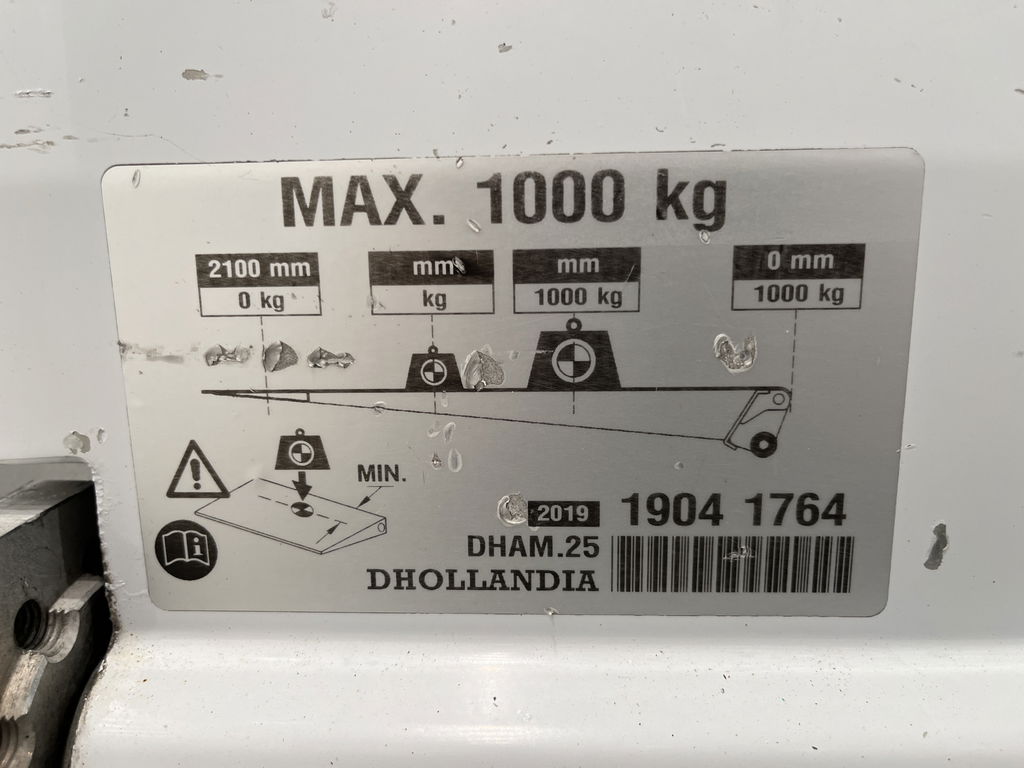 MAX. 1000 kg
2100 mm
0 kg
mm
kg
mm
1000 kg
0 mm
1000 kg
MIN.
2019 1904 1764
DHAM.25
DHOLLANDIA